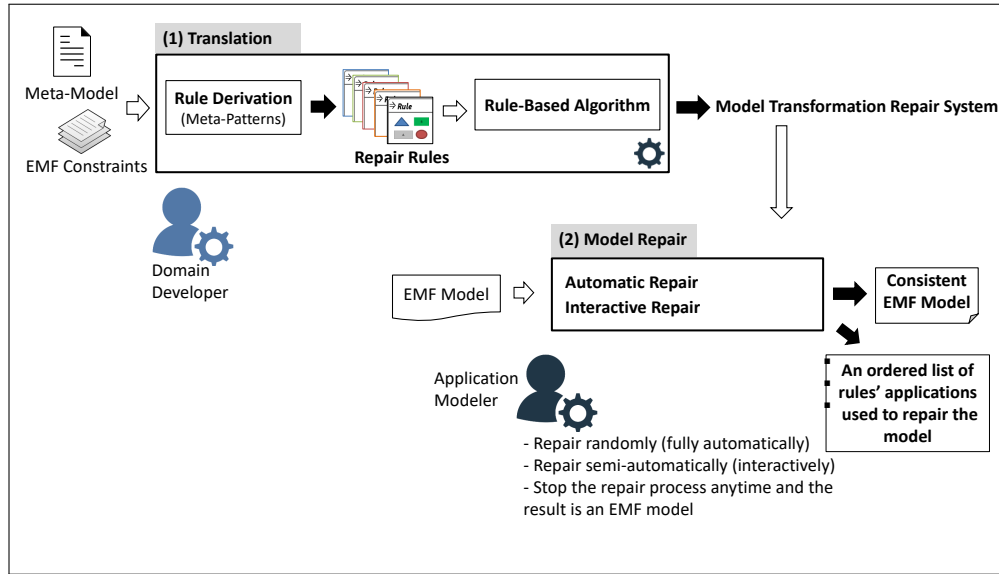 (1) Translation
Meta-Model
EMF Constraints
Rule Derivation
(Meta-Patterns)
Rule
Repair Rules
Rule-Based Algorithm
Model Transformation Repair System
Domain
Developer
(2) Model Repair
EMF Model
Automatic Repair
Interactive Repair
Consistent
EMF Model
An ordered list of
rules’ applications
used to repair the
model
Application
Modeler
- Repair randomly (fully automatically)
- Repair semi-automatically (interactively)
- Stop the repair process anytime and the
result is an EMF model